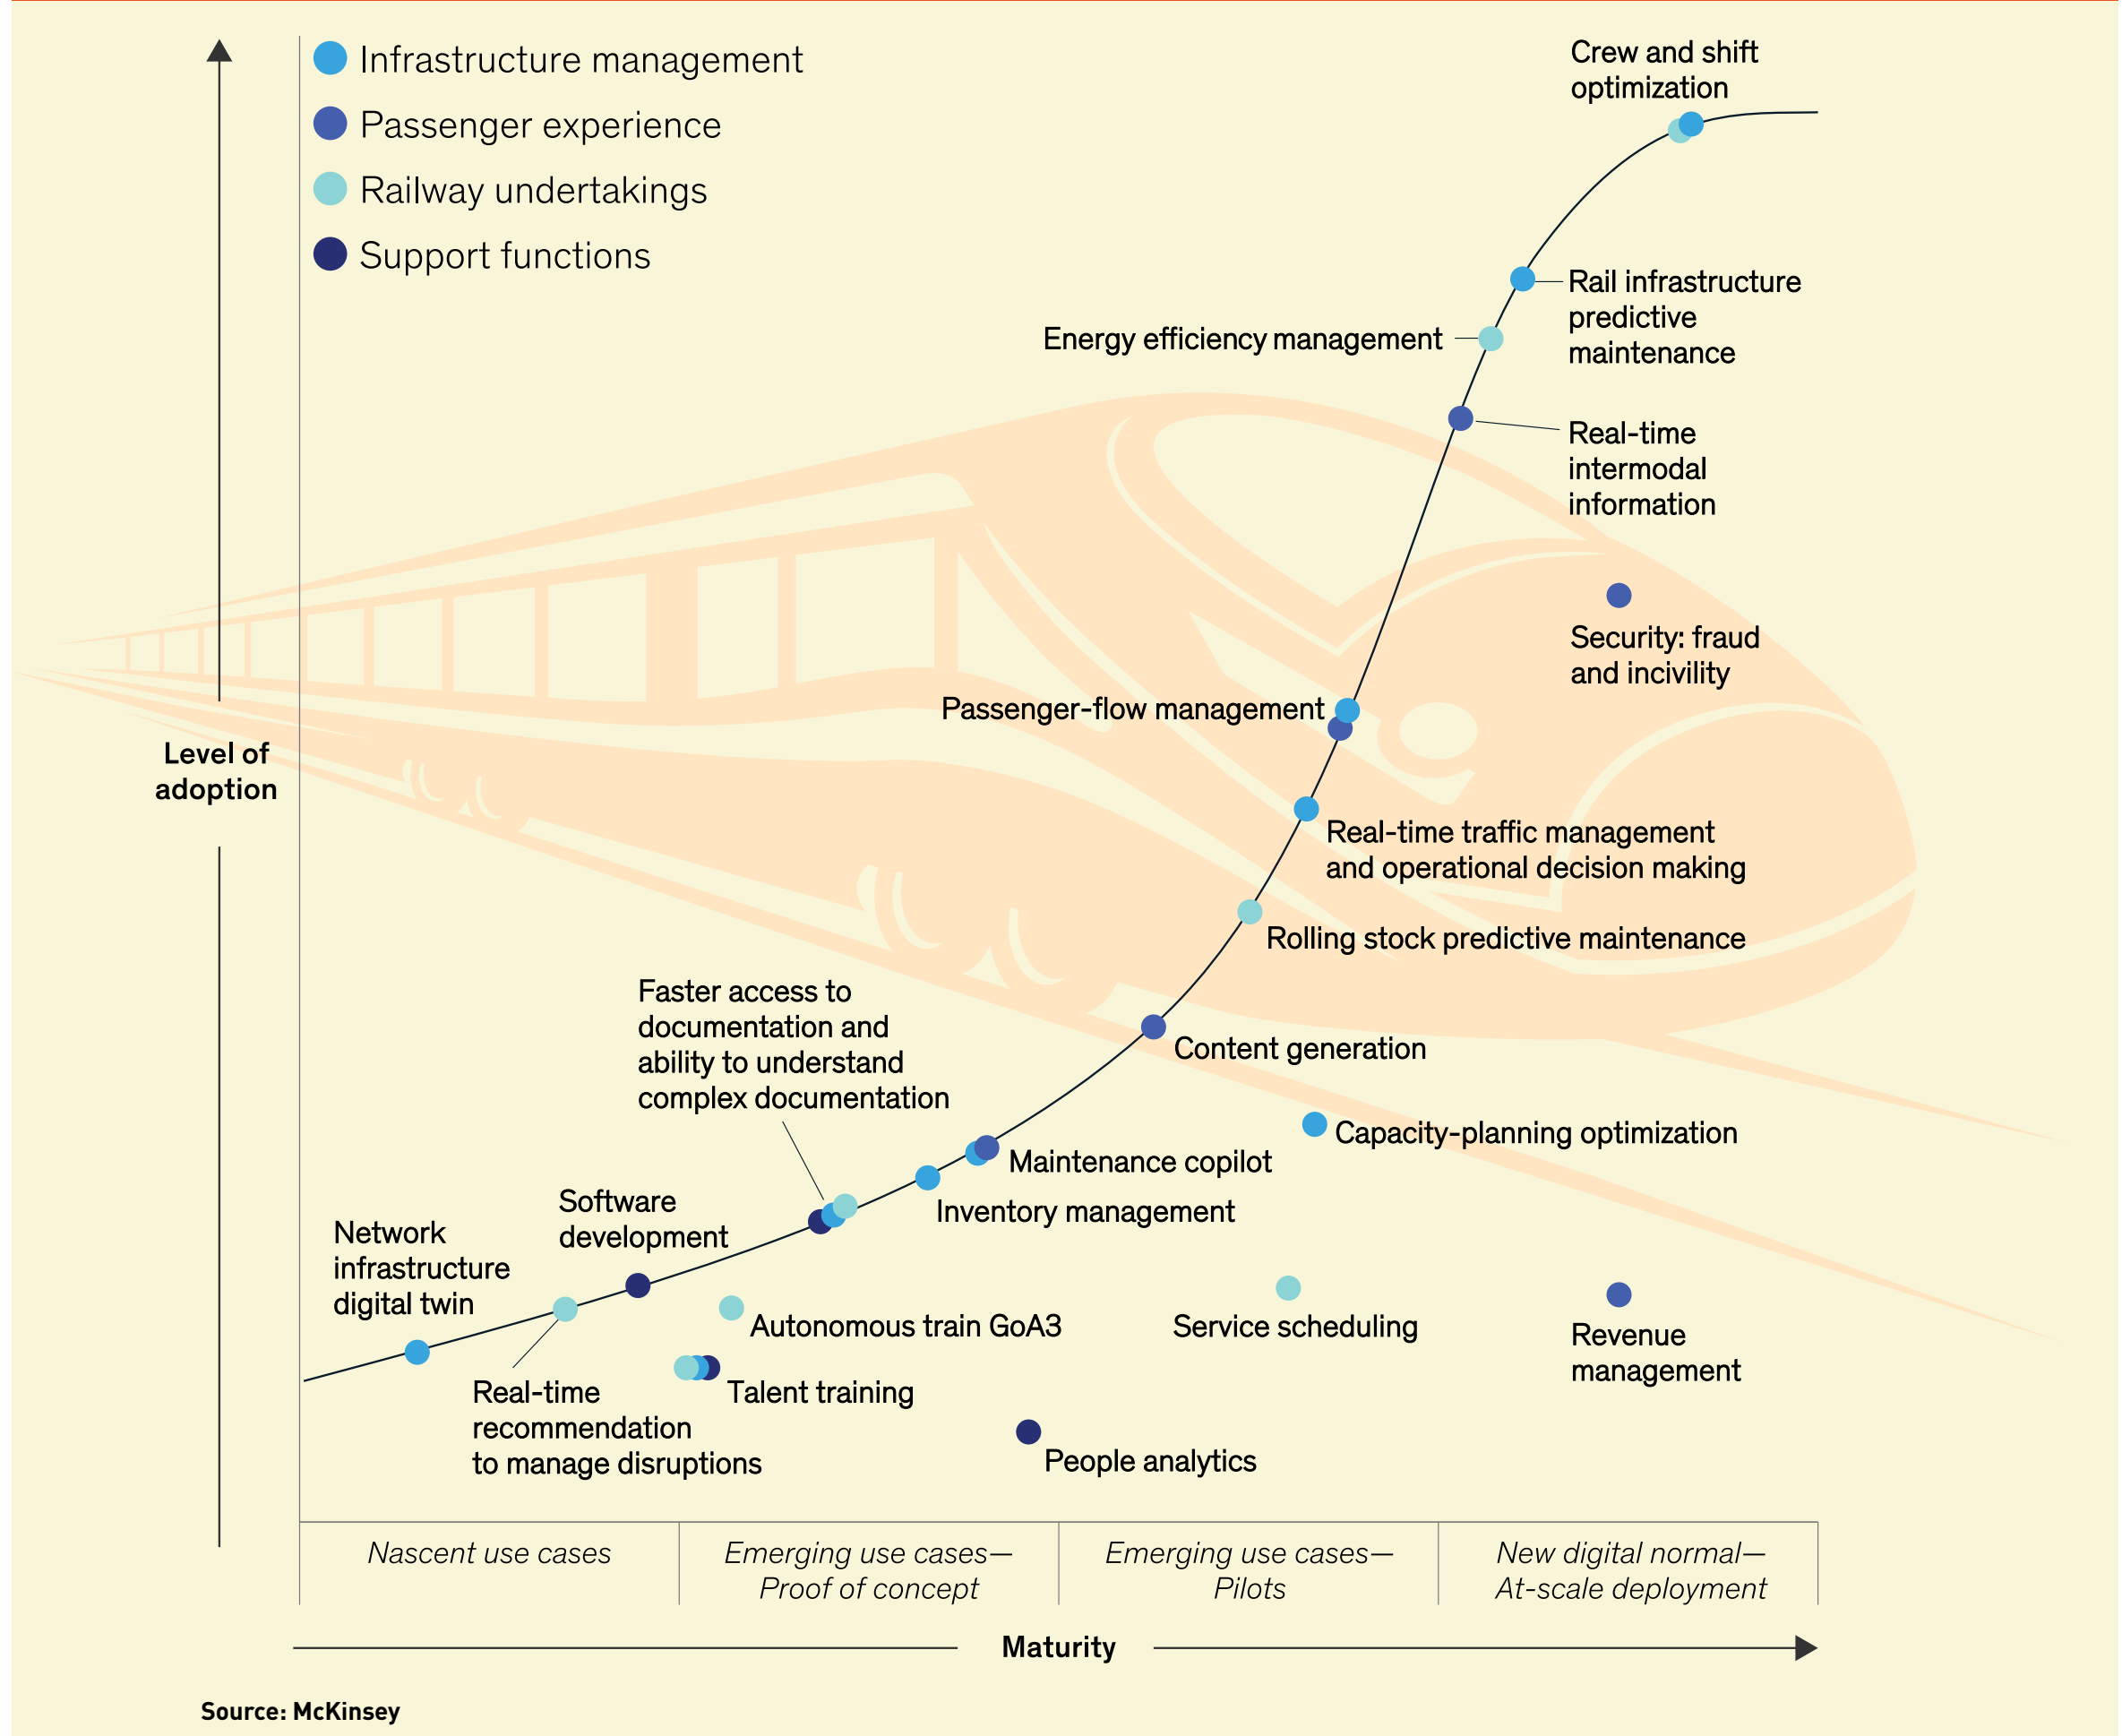 Infrastructure management
Passenger experience
Railway undertakings
Support functions
Crew and shift
optimization
Rail infrastructure
predictive
maintenance
Energy efficiency management
Real-time
intermodal
information
Security: fraud
and incivility
Passenger-flow management
Level of
adoption
Real-time traffic management
and operational decision making
Rolling stock predictive maintenance
Faster access to
documentation and
ability to understand
complex documentation
Content generation
Capacity-planning optimization
Maintenance copilot
Inventory management
Software
development
Network
infrastructure
digital twin
Autonomous train GoA3
Service scheduling
Revenue
management
Talent training
Real-time
recommendation
to manage disruptions
People analytics
Nascent use cases
Emerging use cases—
Proof of concept
Emerging use cases—
Pilots
New digital normal—
At-scale deployment
Maturity
Source: McKinsey